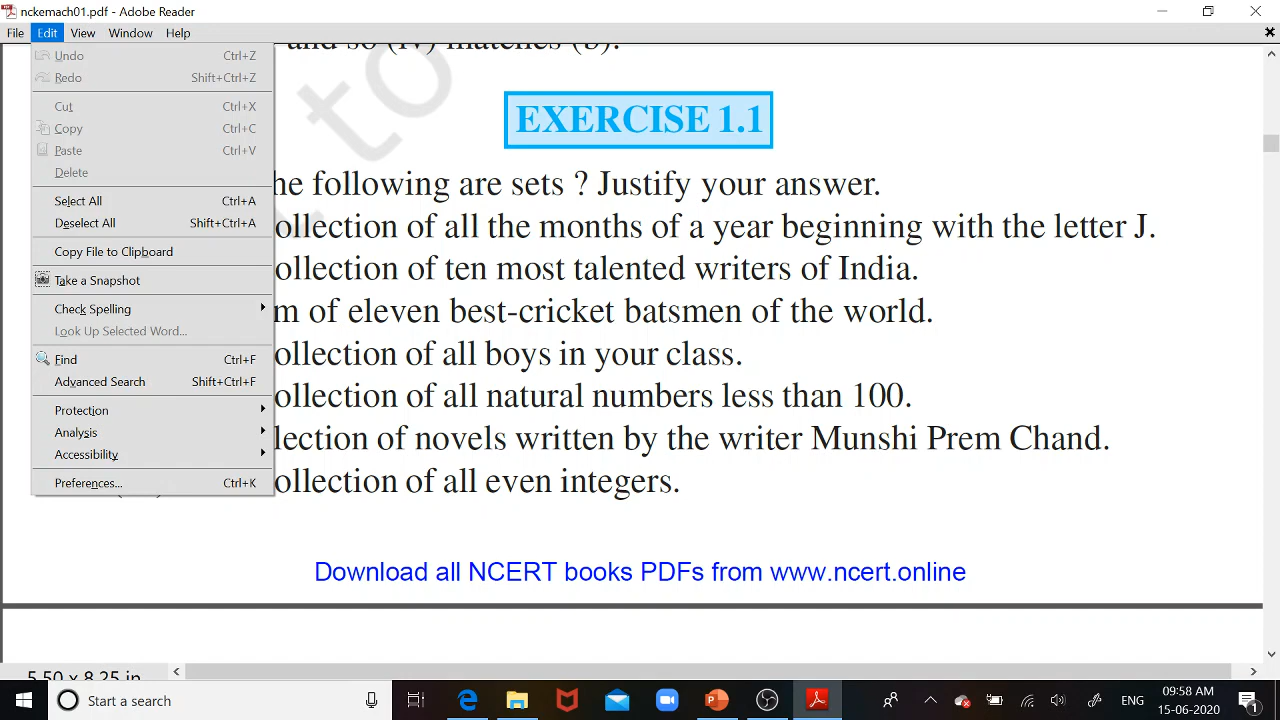 nckemach01.pdf - Adobe Reader
File Edit View Window Help
Undo Ctrl+Z
Redo Shift+Ctrl+Z
Cut Ctrl+X
Copy Ctrl+C
Paste Ctrl+V
Delete
Select All Ctrl+A
Deselect All Shift+Ctrl+A
Copy File to Clipboard
Take a Snapshot
Check Spelling
Look Up Selected Word...
Find Ctrl+F
Advanced Search Shift+Ctrl+F
Protection
Analysis
Accessibility
Preferences... Ctrl+K
and so (iv) matches (b).
to
EXERCISE 1.1
he following are sets ? Justify your answer.
ollection of all the months of a year beginning with the letter J.
ollection of ten most talented writers of India.
m of eleven best-cricket batsmen of the world.
ollection of all boys in your class.
ollection of all natural numbers less than 100.
lection of novels written by the writer Munshi Prem Chand.
ollection of all even integers.
Download all NCERT books PDFs from www.ncert.online
5.50 x 8.25 in
Start a search
ENG
09:58 AM
15-06-2020
1